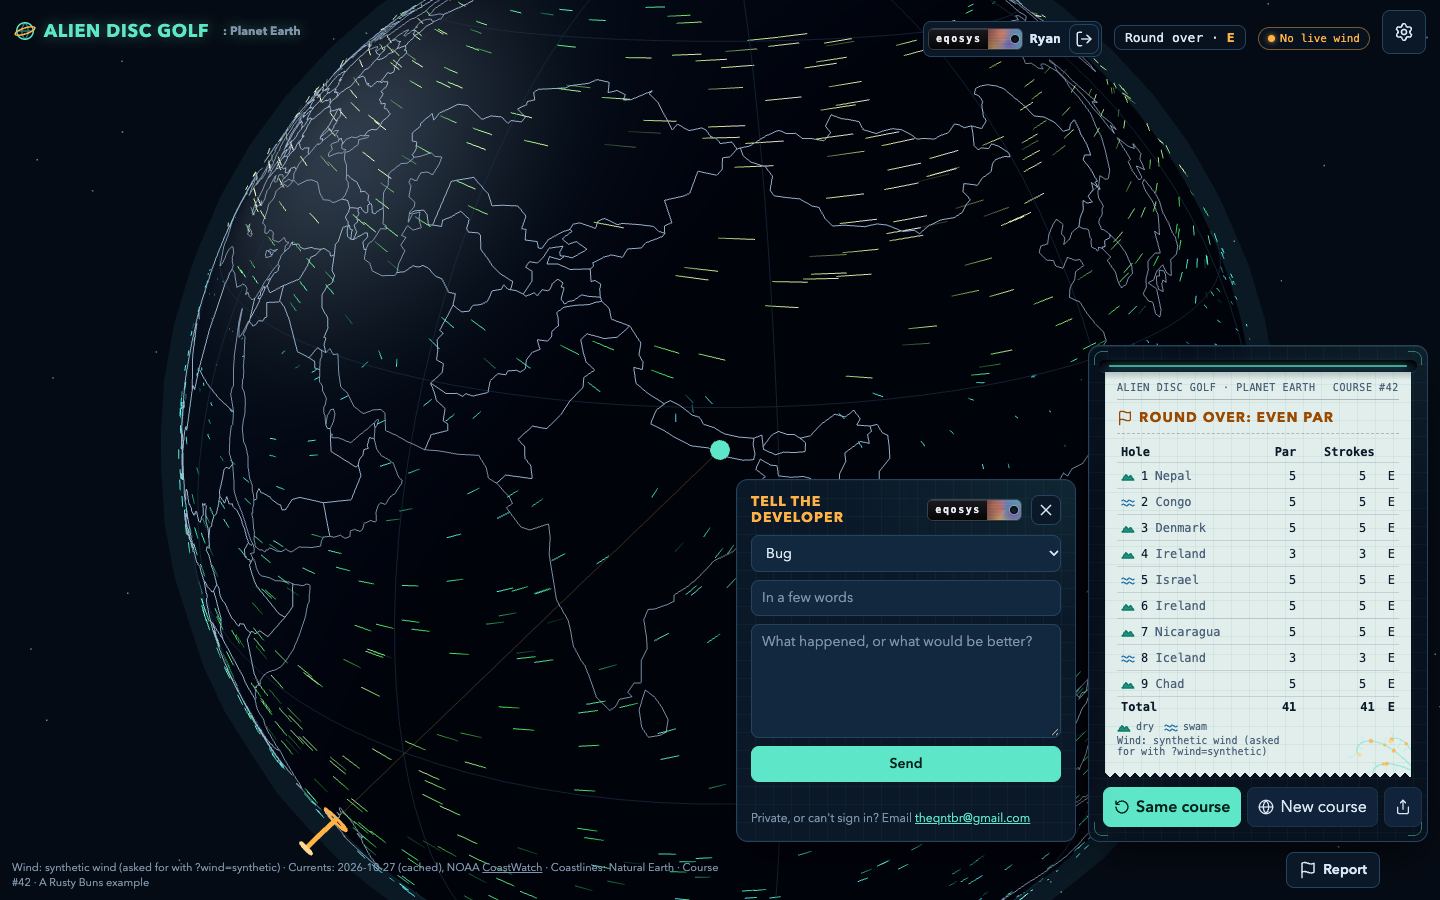 ALIEN DISC GOLF : Planet Earth
eqosys Ryan
Round over · E
No live wind
ALIEN DISC GOLF · PLANET EARTH COURSE #42
ROUND OVER: EVEN PAR
Hole Par Strokes
1 Nepal 5 5 E
2 Congo 5 5 E
3 Denmark 5 5 E
4 Ireland 3 3 E
5 Israel 5 5 E
6 Ireland 5 5 E
7 Nicaragua 5 5 E
8 Iceland 3 3 E
9 Chad 5 5 E
Total 41 41 E
dry swam
Wind: synthetic wind (asked
for with ?wind=synthetic)
Same course
New course
TELL THE
DEVELOPER
eqosys
Bug
In a few words
What happened, or what would be better?
Send
Private, or can't sign in? Email theqntbr@gmail.com
Wind: synthetic wind (asked for with ?wind=synthetic) · Currents: 2026-10-27 (cached), NOAA CoastWatch · Coastlines: Natural Earth · Course
#42 · A Rusty Buns example
Report